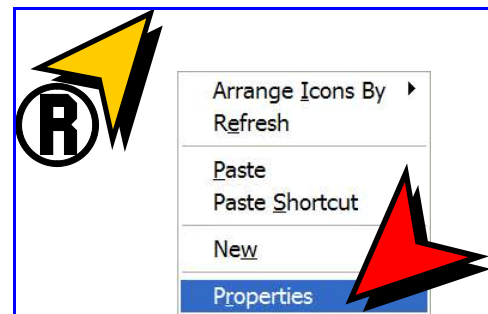 Arrange Icons By
Refresh
®
Paste
Paste Shortcut
New
Properties